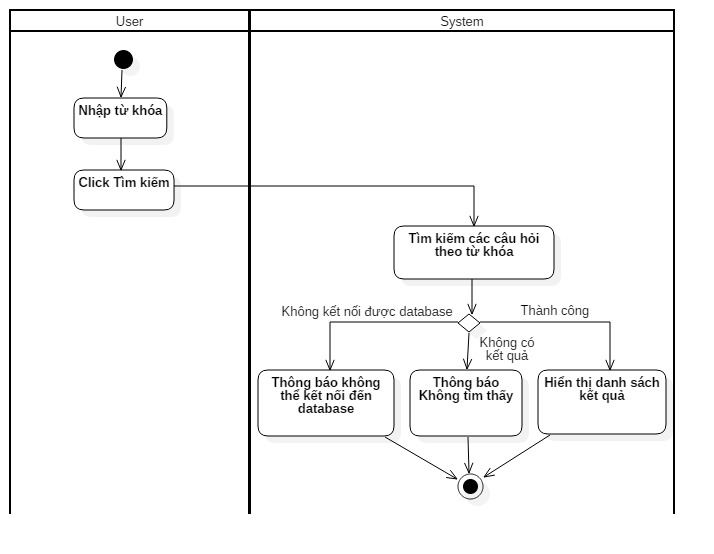 User
System
Nhập từ khóa
Click Tìm kiếm
Tìm kiếm các câu hỏi
theo từ khóa
Không kết nối được database
Thành công
Không có
kết quả
Thông báo không
thể kết nối đến
database
Thông báo
Không tìm thấy
Hiển thị danh sách
kết quả